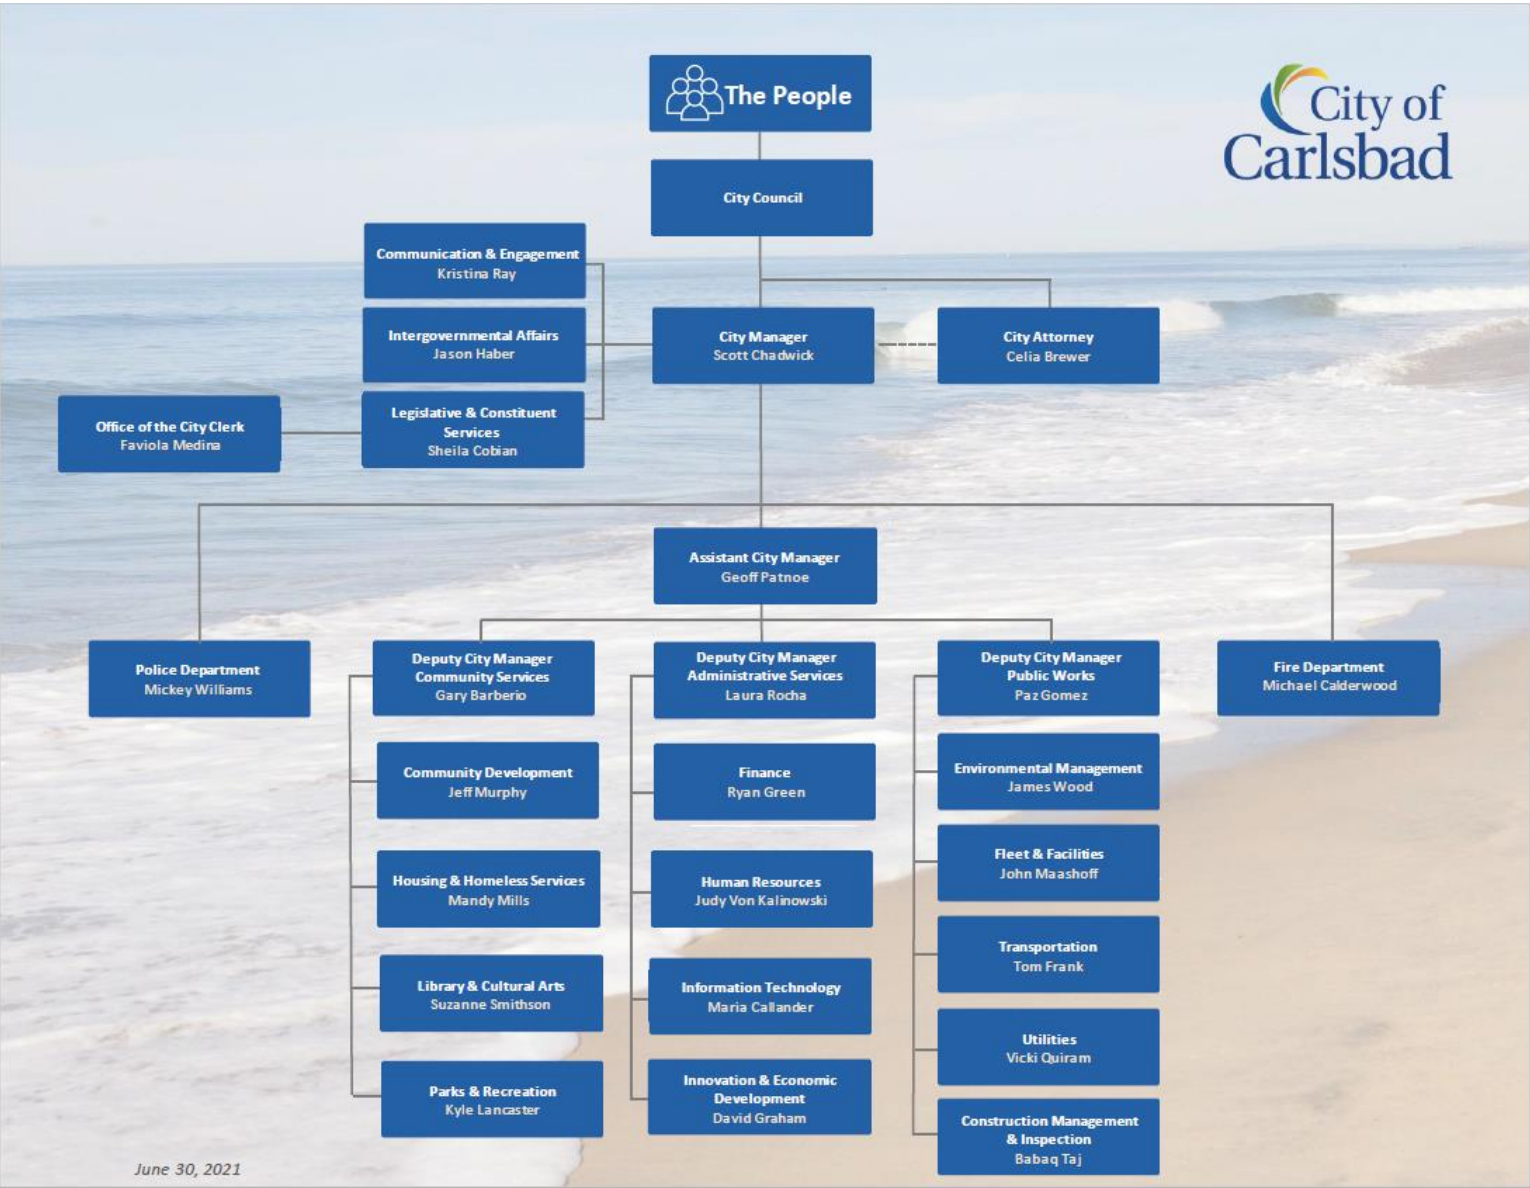 The People
City of
Carlsbad
City Council
Communication & Engagement
Kristina Ray
Intergovernmental Affairs
Jason Haber
City Manager
Scott Chadwick
City Attorney
Celia Brewer
Legislative & Constituent
Services
Sheila Cobian
Office of the City Clerk
Faviola Medina
Assistant City Manager
Geoff Patnoe
Police Department
Mickey Williams
Deputy City Manager
Community Services
Gary Barberio
Deputy City Manager
Administrative Services
Laura Rocha
Deputy City Manager
Public Works
Paz Gomez
Fire Department
Michael Calderwood
Community Development
Jeff Murphy
Housing & Homeless Services
Mandy Mills
Library & Cultural Arts
Suzanne Smithson
Parks & Recreation
Kyle Lancaster
Finance
Ryan Green
Human Resources
Judy Von Kalinowski
Information Technology
Maria Callander
Innovation & Economic
Development
David Graham
Environmental Management
James Wood
Fleet & Facilities
John Maashoff
Transportation
Tom Frank
Utilities
Vicki Quiram
Construction Management
& Inspection
Babaq Taj
June 30, 2021